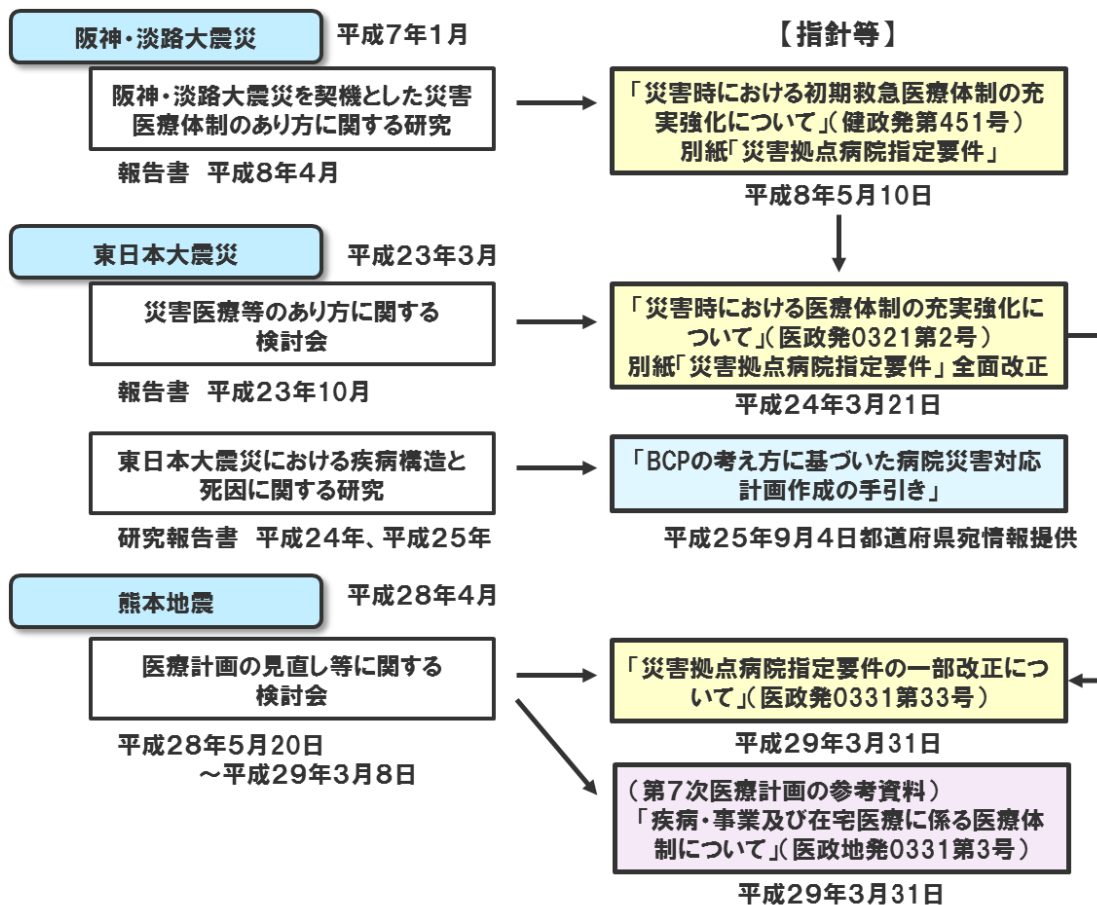 阪神・淡路大震災
平成7年1月
【指針等】
阪神・淡路大震災を契機とした災害
医療体制のあり方に関する研究
「災害時における初期救急医療体制の充
実強化について」(健政発第451号)
別紙「災害拠点病院指定要件」
報告書 平成8年4月
平成8年5月10日
東日本大震災
平成23年3月
災害医療等のあり方に関する
検討会
「災害時における医療体制の充実強化に
ついて」(医政発0321第2号)
別紙「災害拠点病院指定要件」全面改正
報告書 平成23年10月
平成24年3月21日
東日本大震災における疾病構造と
死因に関する研究
「BCPの考え方に基づいた病院災害対応
計画作成の手引き」
研究報告書 平成24年、平成25年
平成25年9月4日都道府県宛情報提供
熊本地震
平成28年4月
医療計画の見直し等に関する
検討会
「災害拠点病院指定要件の一部改正につ
いて」(医政発0331第33号)
平成28年5月20日
~平成29年3月8日
平成29年3月31日
(第7次医療計画の参考資料)
「疾病・事業及び在宅医療に係る医療体
制について」(医政地発0331第3号)
平成29年3月31日